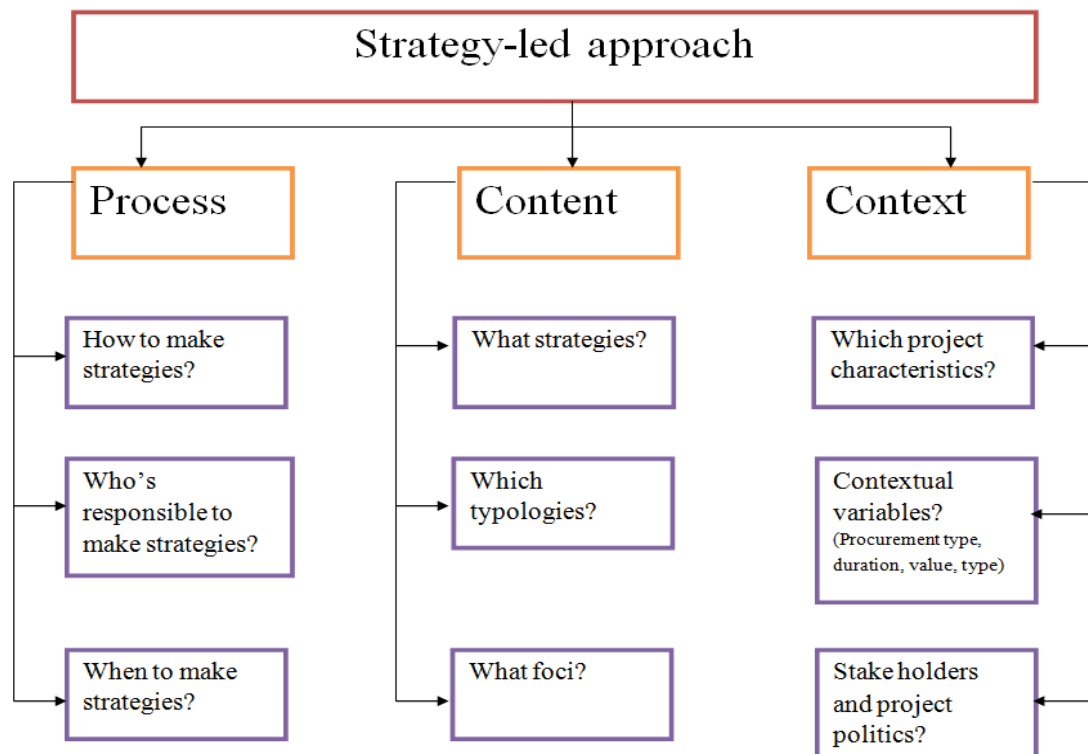 Strategy-led approach
Process
Content
Context
How to make
strategies?
What strategies?
Which project
characteristics?
Who’s
responsible to
make strategies?
Which
typologies?
Contextual
variables?
(Procurement type,
duration, value, type)
When to make
strategies?
What foci?
Stake holders
and project
politics?